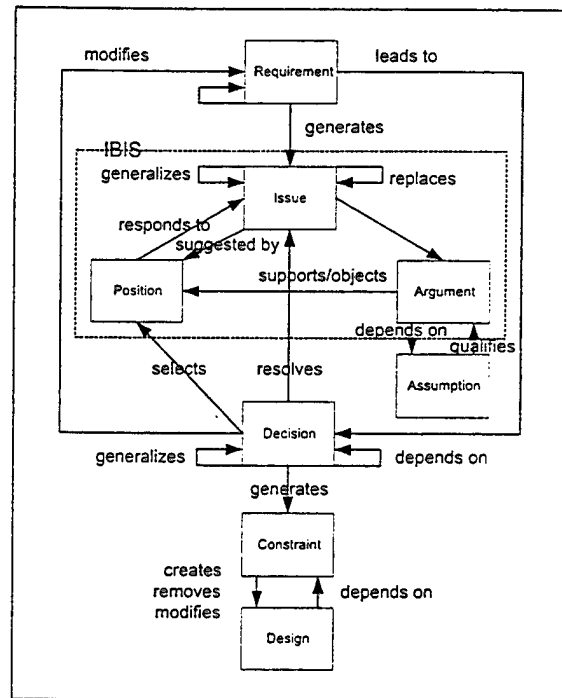 modifies
leads to
Requirement
generates
IBIS
generalizes
replaces
Issue
responds to
suggested by
supports/objects
Position
Argument
depends on
qualifies
selects
resolves
Assumption
Decision
generalizes
depends on
generates
Constraint
creates
removes
modifies
depends on
Design